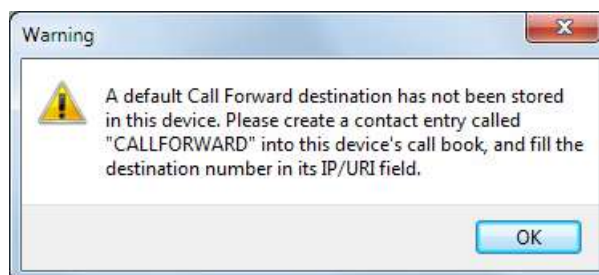 Warning
A default Call Forward destination has not been stored
in this device. Please create a contact entry called
"CALLFORWARD" into this device's call book, and fill the
destination number in its IP/URI field.
OK